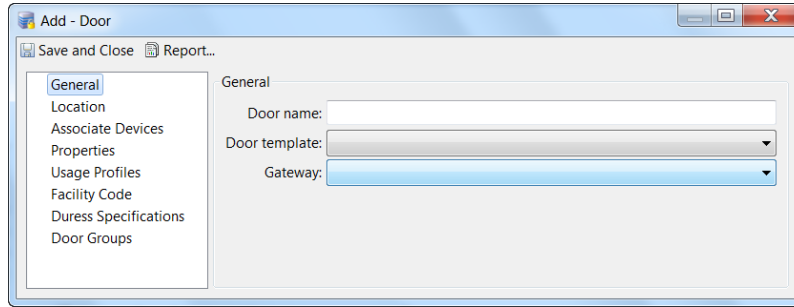 Add - Door
Save and Close Report...
General
Location
Associate Devices
Properties
Usage Profiles
Facility Code
Duress Specifications
Door Groups
General
Door name:
Door template:
Gateway: